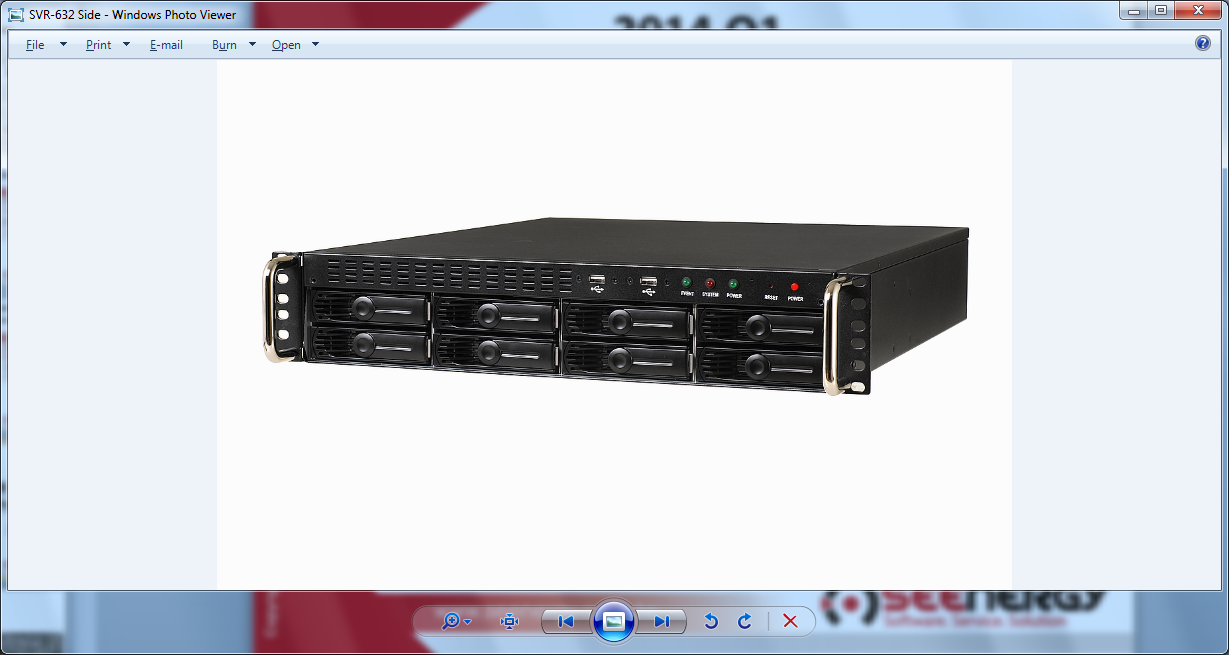 SVR-632 Side - Windows Photo Viewer
2014 Q1
File Print E-mail Burn Open
EVENT SYSTEM POWER RESET POWER
SEENERGY
Software Service Solution